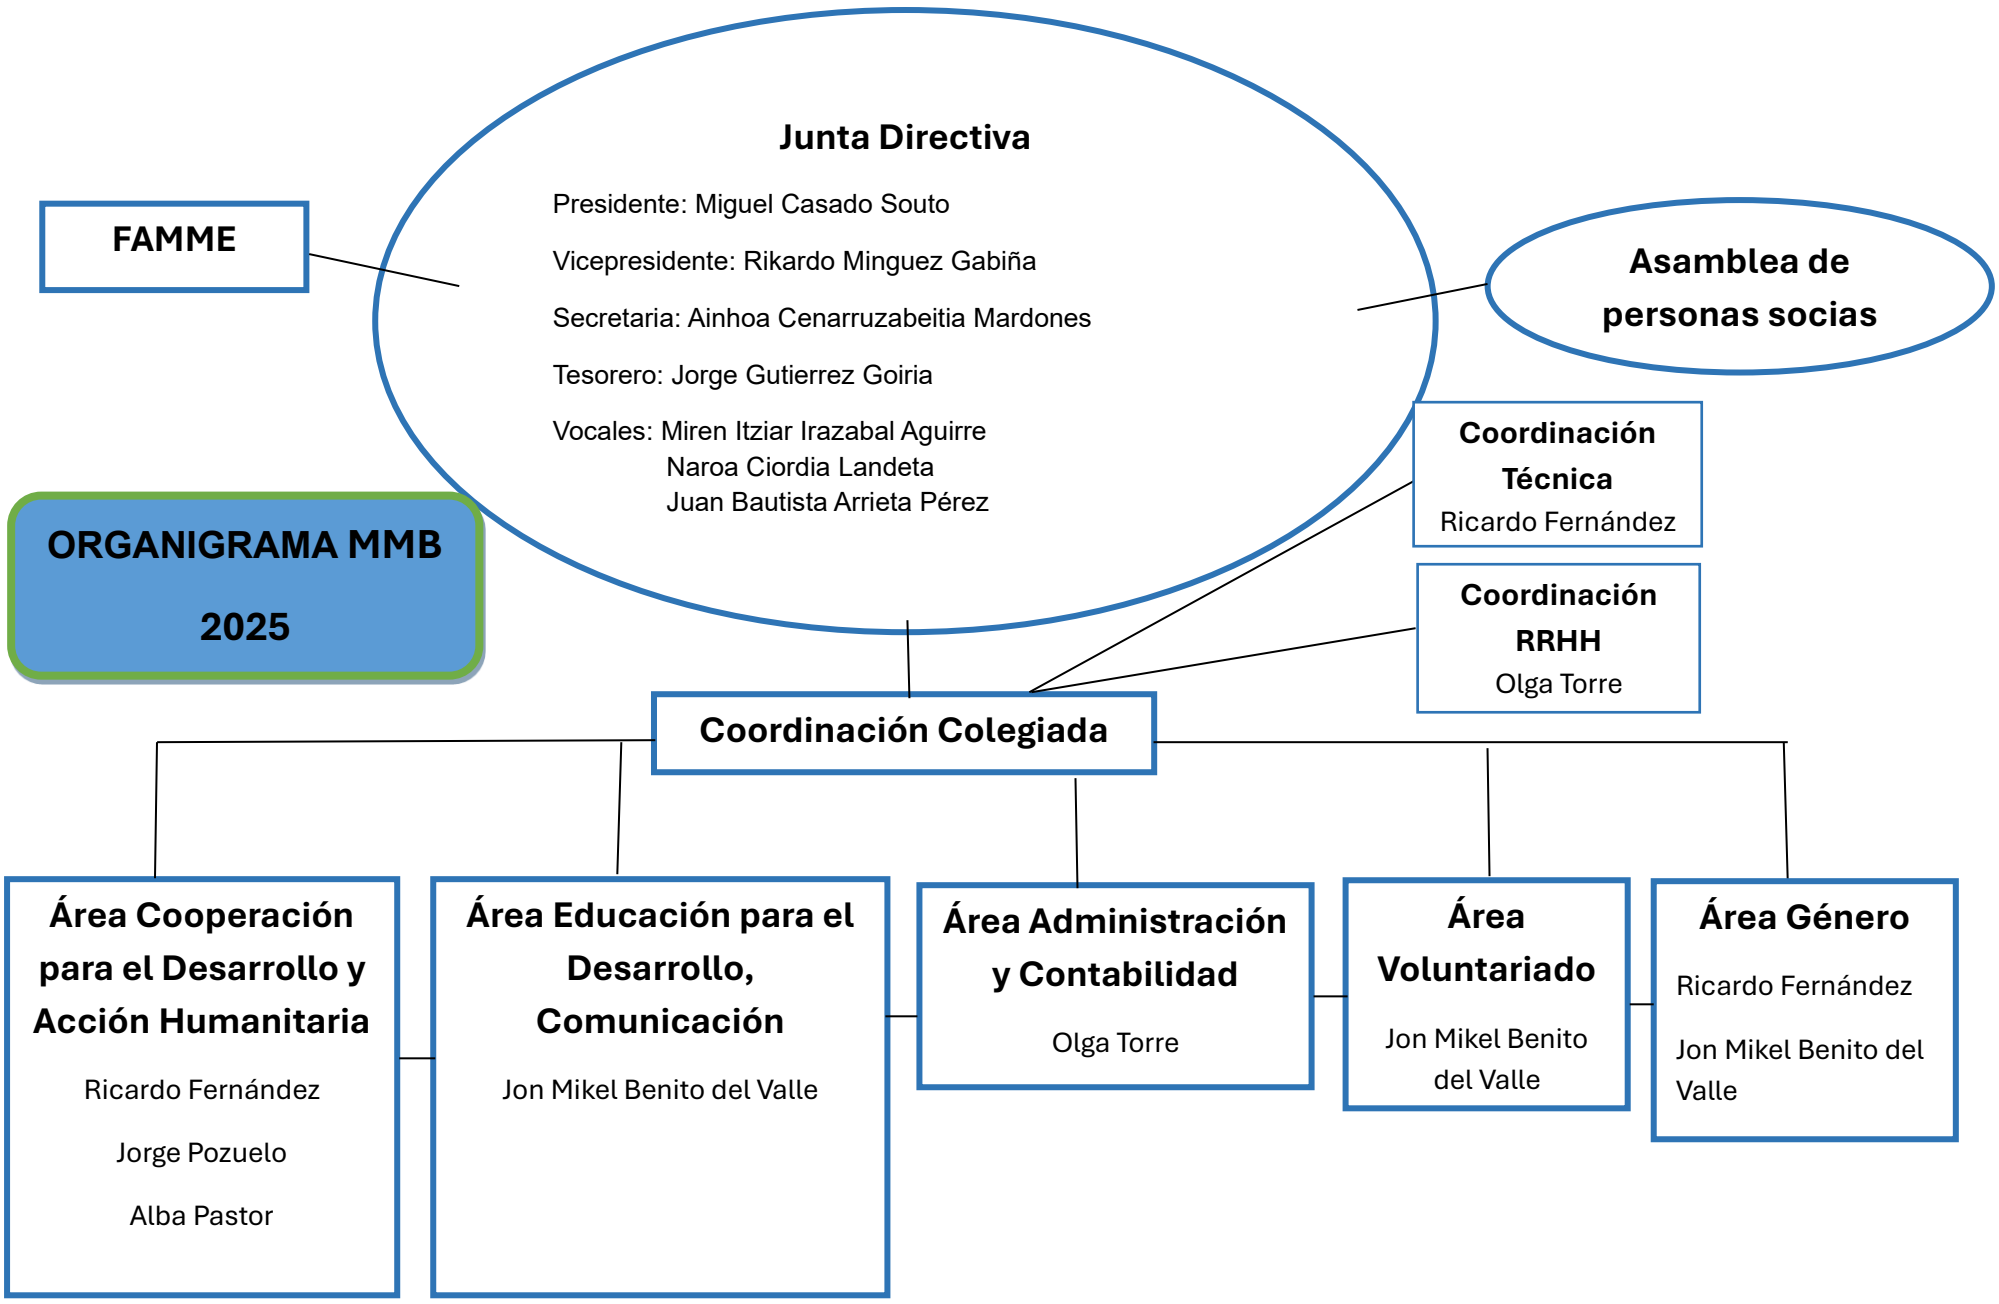 Junta Directiva
Presidente: Miguel Casado Souto
Vicepresidente: Rikardo Minguez Gabiña
Secretaria: Ainhoa Cenarruzabeitia Mardones
Tesorero: Jorge Gutierrez Goiria
Vocales: Miren Itziar Irazabal Aguirre
Naroa Ciordia Landeta
Juan Bautista Arrieta Pérez
FAMME
Asamblea de
personas socias
ORGANIGRAMA MMB
2025
Coordinación
Técnica
Ricardo Fernández
Coordinación
RRHH
Olga Torre
Coordinación Colegiada
Área Cooperación
para el Desarrollo y
Acción Humanitaria
Ricardo Fernández
Jorge Pozuelo
Alba Pastor
Área Educación para el
Desarrollo,
Comunicación
Jon Mikel Benito del Valle
Área Administración
y Contabilidad
Olga Torre
Área
Voluntariado
Jon Mikel Benito
del Valle
Área Género
Ricardo Fernández
Jon Mikel Benito del
Valle